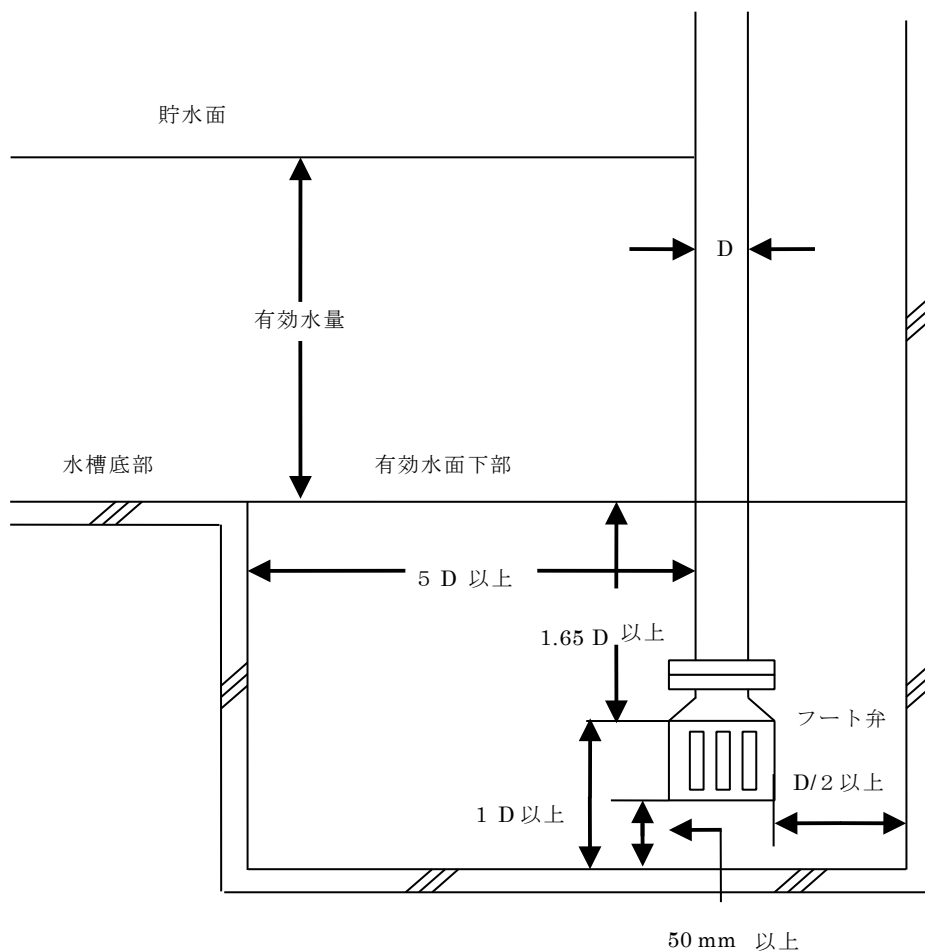 貯水面
D
有効水量
水槽底部
有効水面下部
5 D 以上
1.65 D 以上
フート弁
D/2以上
1 D以上
50 mm 以上